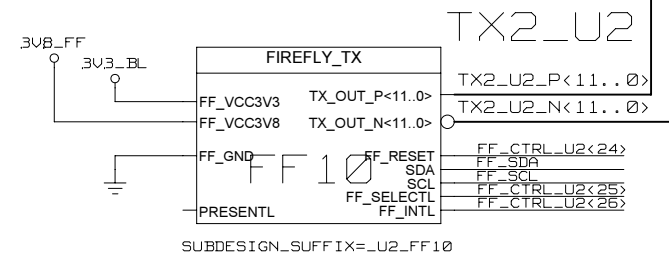 TX2_U2
3V8_FF
3V3_BL
FIREFLY_TX
FF_VCC3V3
TX_OUT_P<11..0>
TX2_U2_P<11..0>
FF_VCC3V8
TX_OUT_N<11..0>
TX2_U2_N<11..0>
FF_GND
FF10
FF_RESET
FF_CTRL_U2<24>
SDA
FF_SDA
SCL
FF_SCL
FF_SELECTL
FF_CTRL_U2<25>
PRESENTL
FF_INTL
FF_CTRL_U2<26>
SUBDESIGN_SUFFIX=_U2_FF10